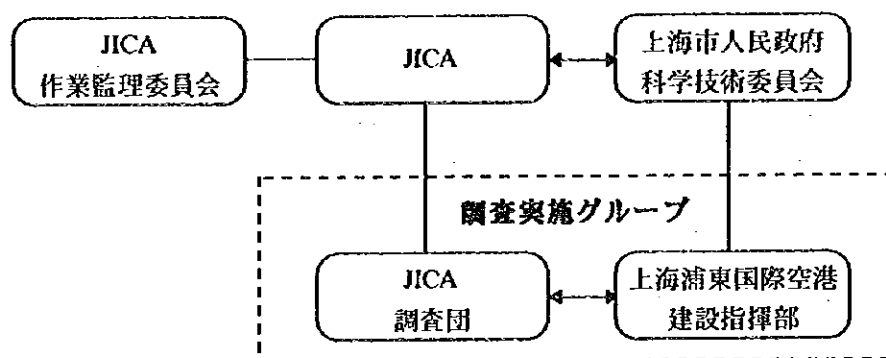 JICA
作業監理委員会
JICA
上海市人民政府
科学技術委員会
調査実施グループ
JICA
調査団
上海浦東国際空港
建設指揮部